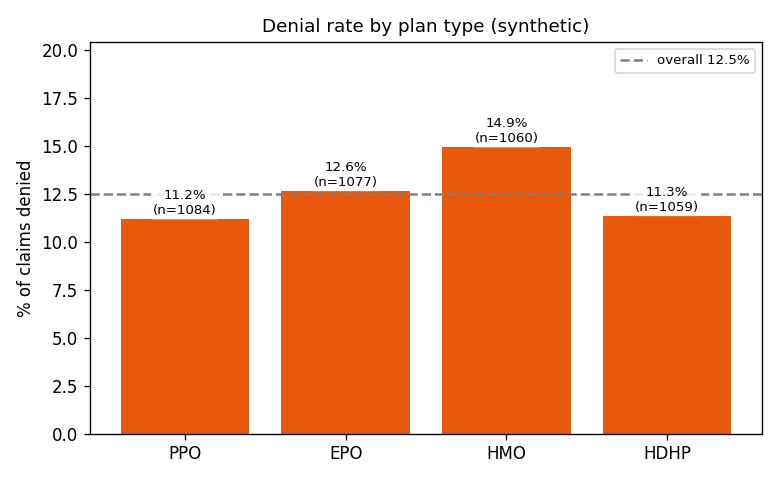 Denial rate by plan type (synthetic)
overall 12.5%
% of claims denied
20.0
17.5
15.0
12.5
10.0
7.5
5.0
2.5
0.0
11.2%
(n=1084)
12.6%
(n=1077)
14.9%
(n=1060)
11.3%
(n=1059)
PPO
EPO
HMO
HDHP